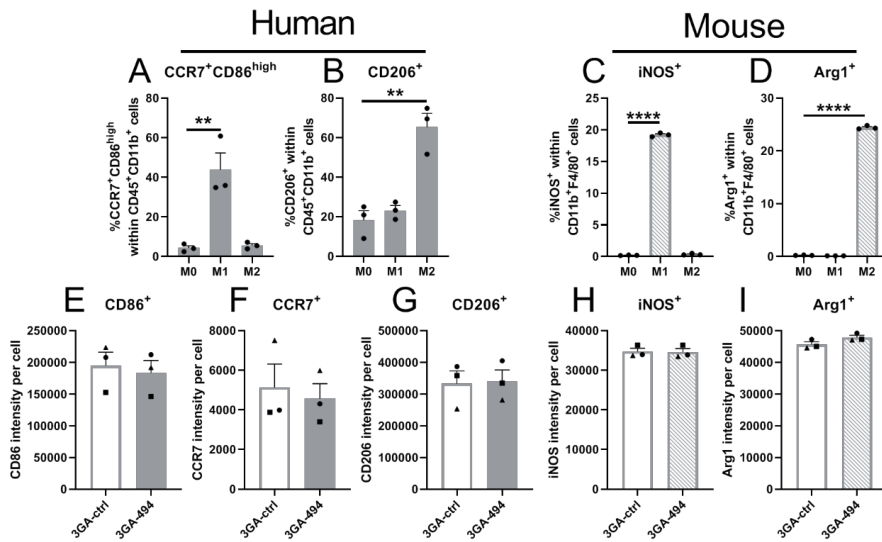 Human
Mouse
A
CCR7⁺CD86ʰⁱᵍʰ
%CCR7⁺CD86ʰⁱᵍʰ
within CD45⁺CD11b⁺ cells
80
60
40
20
0
**
M0 M1 M2
B
CD206⁺
%CD206⁺ within
CD45⁺CD11b⁺ cells
80
60
40
20
0
**
M0 M1 M2
C
iNOS⁺
%iNOS⁺ within
CD11b⁺F4/80⁺ cells
25
20
15
10
5
0
****
M0 M1 M2
D
Arg1⁺
%Arg1⁺ within
CD11b⁺F4/80⁺ cells
30
20
10
0
****
M0 M1 M2
E
CD86⁺
CD86 intensity per cell
250000
200000
150000
100000
50000
0
3GA-ctrl
3GA-494
F
CCR7⁺
CCR7 intensity per cell
8000
6000
4000
2000
0
3GA-ctrl
3GA-494
G
CD206⁺
CD206 intensity per cell
500000
400000
300000
200000
100000
0
3GA-ctrl
3GA-494
H
iNOS⁺
iNOS intensity per cell
40000
30000
20000
10000
0
3GA-ctrl
3GA-494
I
Arg1⁺
Arg1 intensity per cell
50000
40000
30000
20000
10000
0
3GA-ctrl
3GA-494